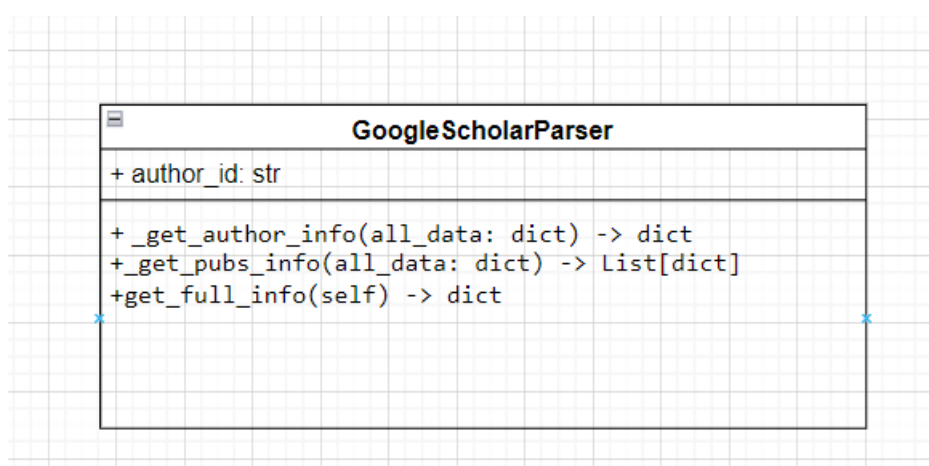 GoogleScholarParser
+ author_id: str
+ _get_author_info(all_data: dict) -> dict
+_get_pubs_info(all_data: dict) -> List[dict]
+get_full_info(self) -> dict